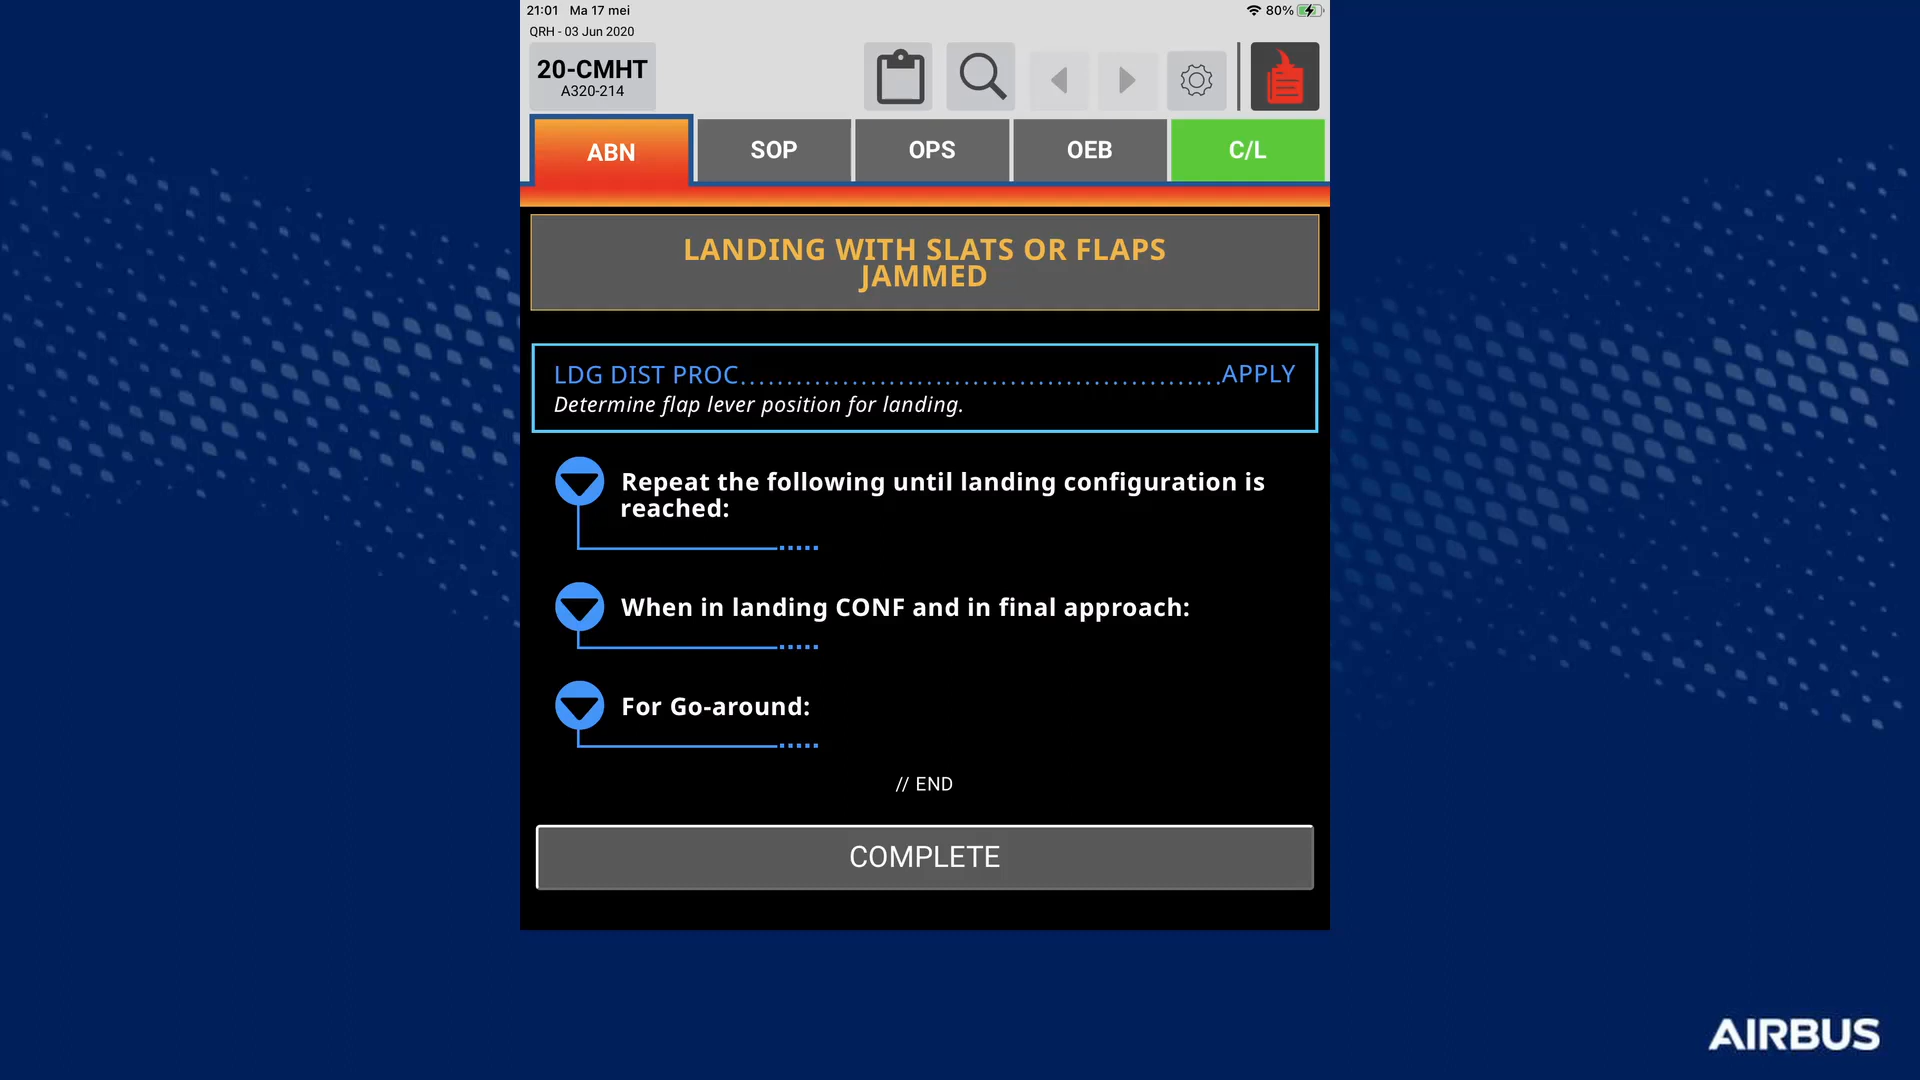 21:01 Ma 17 mei 80%
QRH - 03 Jun 2020
20-CMHT
A320-214
ABN SOP OPS OEB C/L
LANDING WITH SLATS OR FLAPS
JAMMED
LDG DIST PROC....................................................APPLY
Determine flap lever position for landing.
Repeat the following until landing configuration is
reached:
When in landing CONF and in final approach:
For Go-around:
// END
COMPLETE
AIRBUS